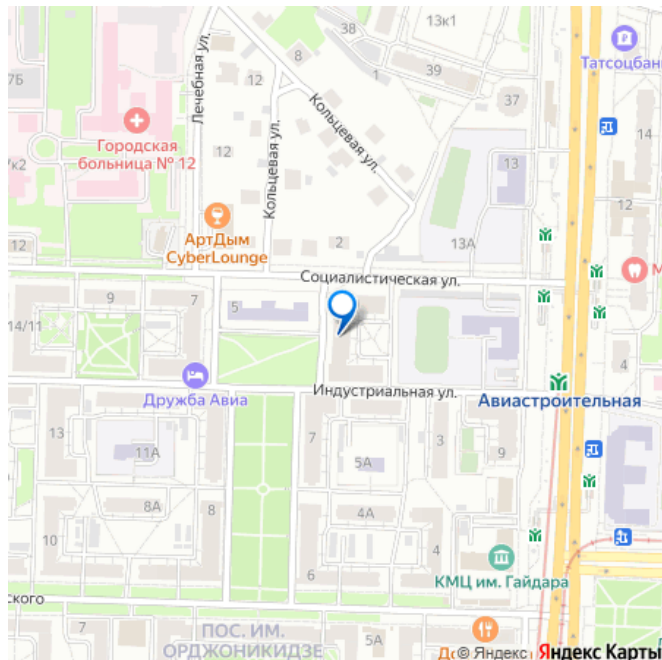 13к1
38
Татсоцбан
8
39
1
7Б
Лечебная ул.
12
37
Кольцевая ул.
Городская
больница № 12
14
12
13
Кольцевая ул.
АртДым
CyberLounge
12
2
13А
М
Социалистическая ул.
9
7
5
14/11
4
Индустриальная ул.
Авиастроительная
Дружба Авиа
13
7
11А
5А
3
9
8А
8
4А
10
4
КМЦ им. Гайдара
6
ского
ПОС. ИМ.
ОРДЖОНИКИДЗЕ
7
5
5А
До
© Яндекс Яндекс Карты